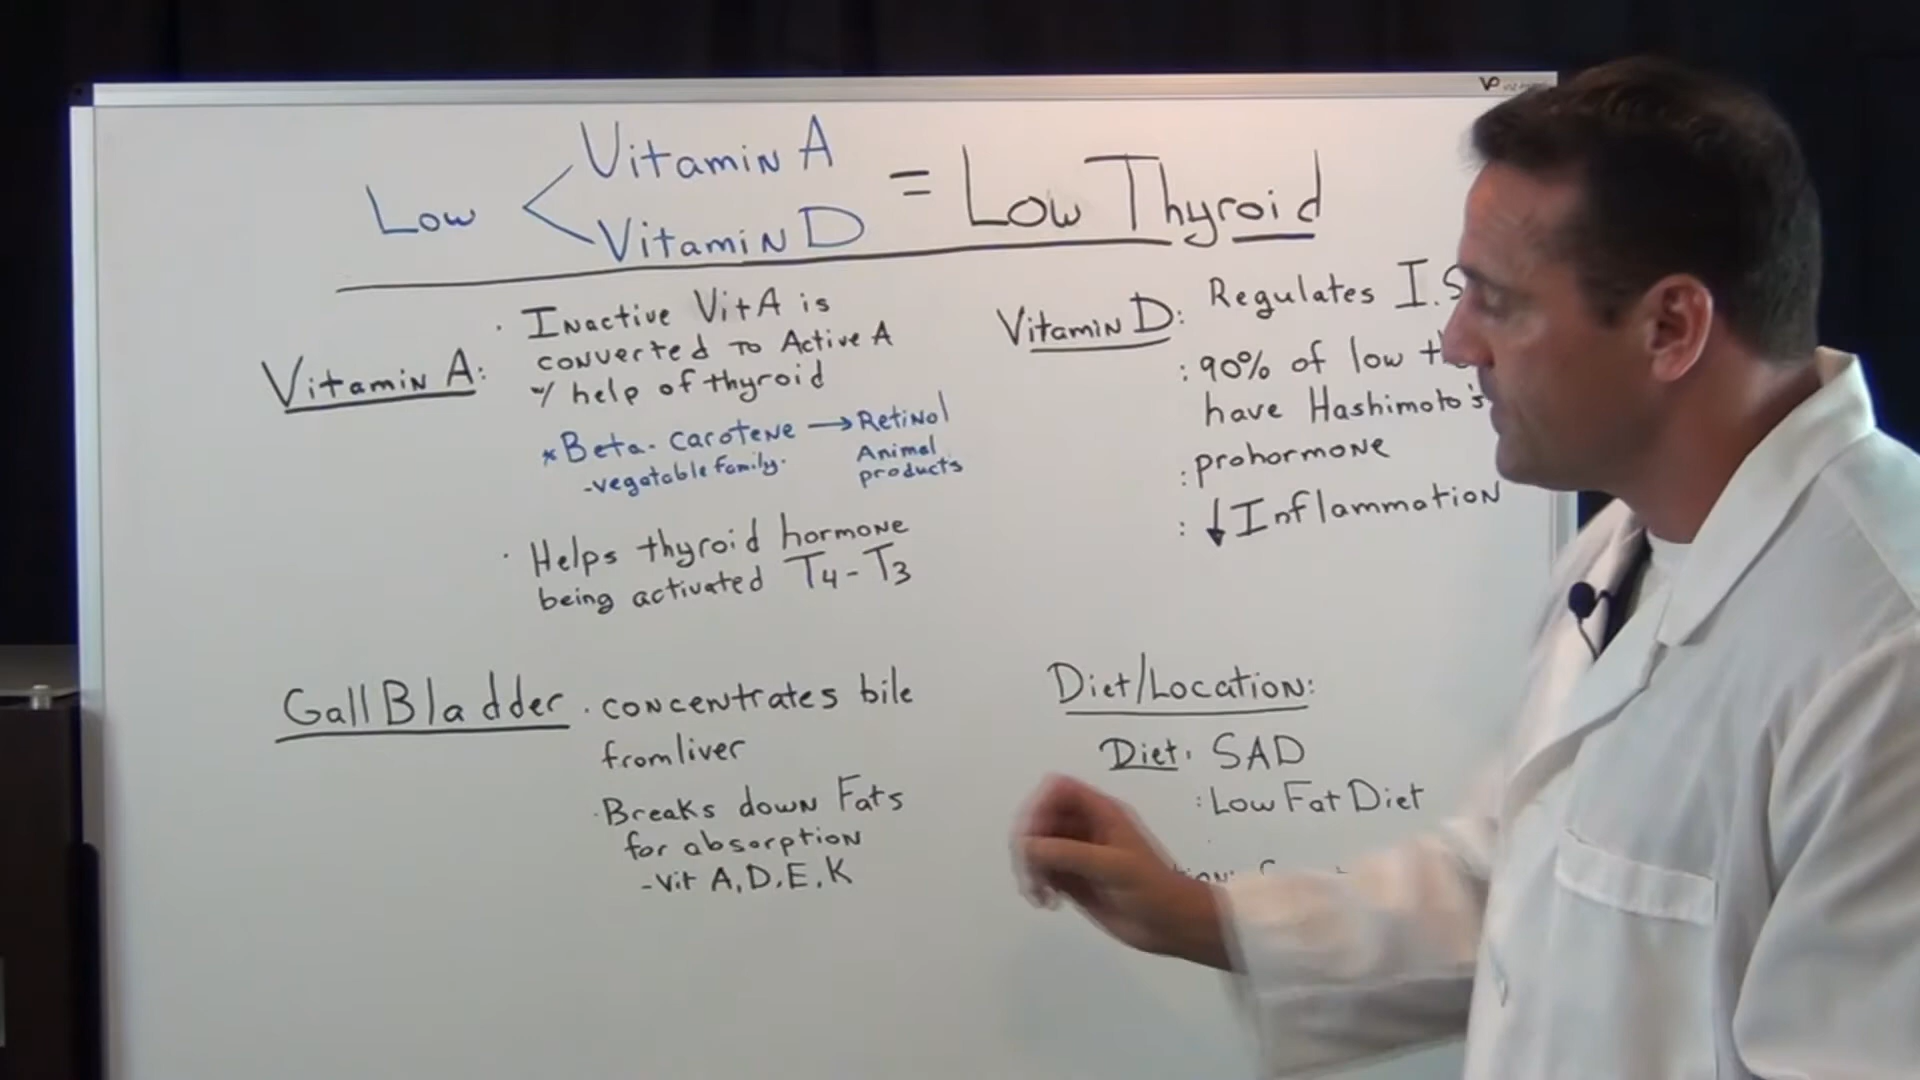 Low < Vitamin A
Vitamin D
= Low Thyroid
Vitamin A:
· Inactive Vit A is
converted to Active A
w/ help of thyroid
* Beta-carotene → Retinol
-vegatable family.
Animal
products
· Helps thyroid hormone
being activated T4-T3
Vitamin D:
Regulates I.S
: 90% of low
have Hashimoto's
: prohormone
: ↓ Inflammation
Gall Bladder
· concentrates bile
from liver
· Breaks down Fats
for absorption
- Vit A, D, E, K
Diet/Location:
Diet: SAD
: Low Fat Diet